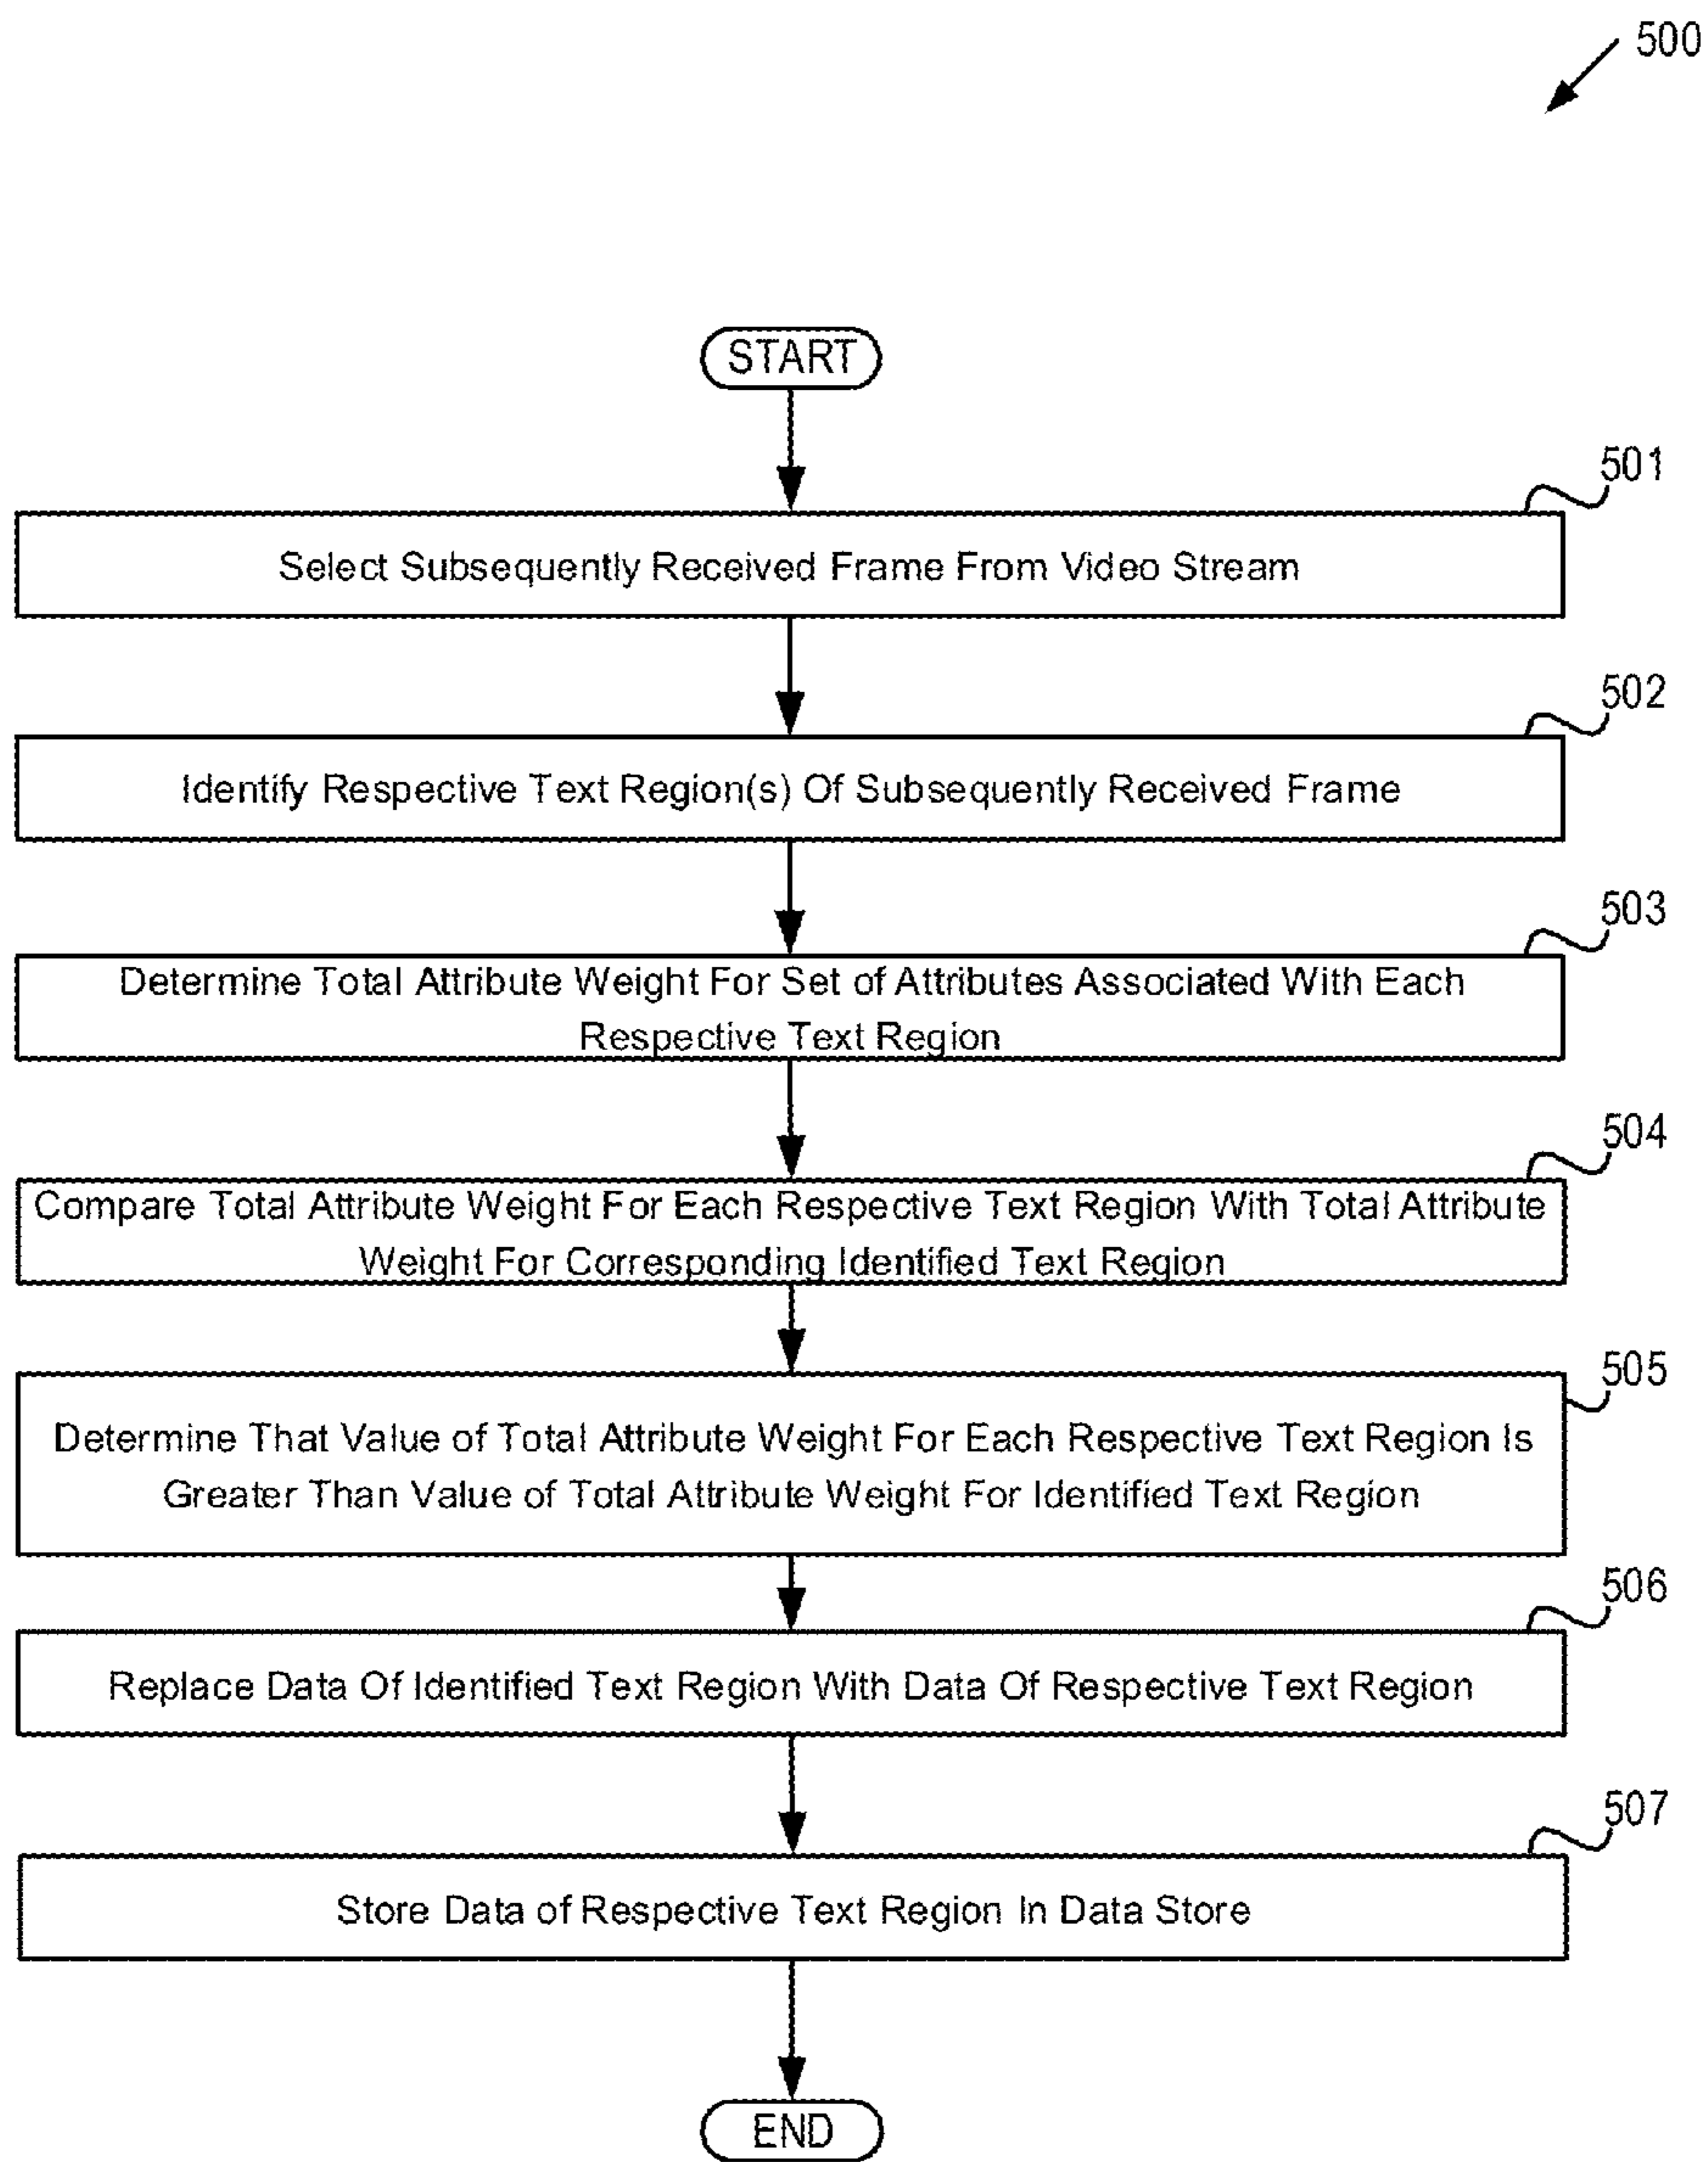 500
START
501
Select Subsequently Received Frame From Video Stream
502
Identify Respective Text Region(s) Of Subsequently Received Frame
503
Determine Total Attribute Weight For Set of Attributes Associated With Each
Respective Text Region
504
Compare Total Attribute Weight For Each Respective Text Region With Total Attribute
Weight For Corresponding Identified Text Region
505
Determine That Value of Total Attribute Weight For Each Respective Text Region Is
Greater Than Value of Total Attribute Weight For Identified Text Region
506
Replace Data Of Identified Text Region With Data Of Respective Text Region
507
Store Data of Respective Text Region In Data Store
END